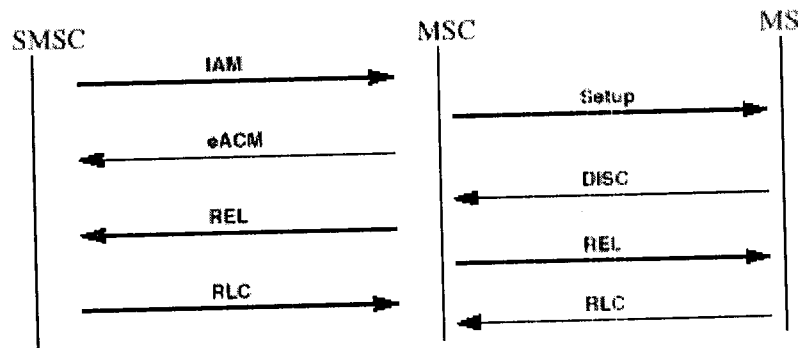 SMSC
MSC
MS
IAM
Setup
eACM
DISC
REL
REL
RLC
RLC